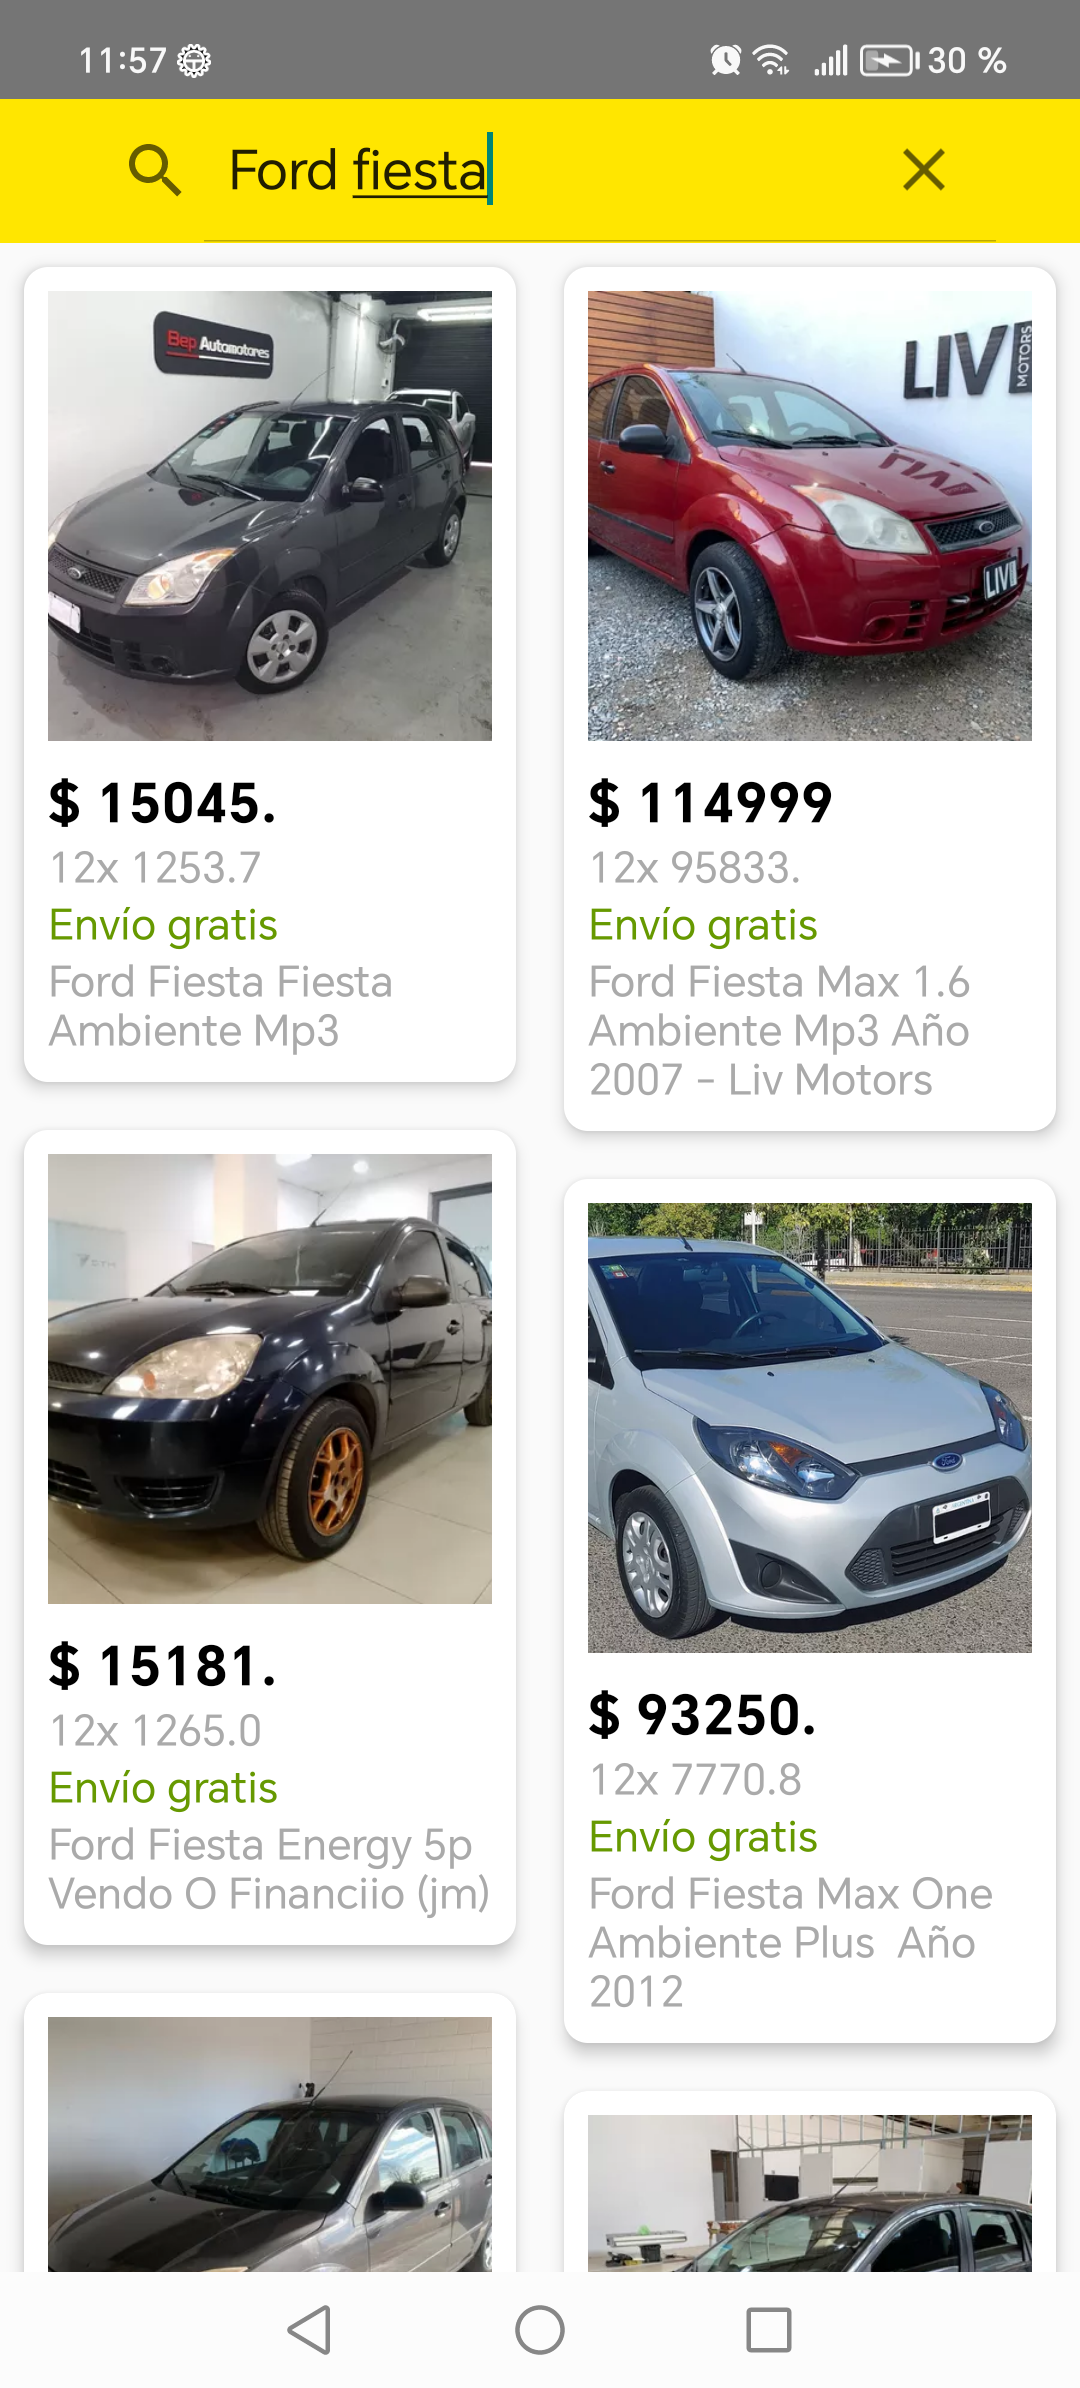 11:57
30 %
Ford fiesta
Bep Automotores
$ 15045.
12x 1253.7
Envío gratis
Ford Fiesta Fiesta
Ambiente Mp3
LIV
MOTORS
LIV
$ 114999
12x 95833.
Envío gratis
Ford Fiesta Max 1.6
Ambiente Mp3 Año
2007 - Liv Motors
$ 15181.
12x 1265.0
Envío gratis
Ford Fiesta Energy 5p
Vendo O Financiio (jm)
Ford
$ 93250.
12x 7770.8
Envío gratis
Ford Fiesta Max One
Ambiente Plus  Año
2012